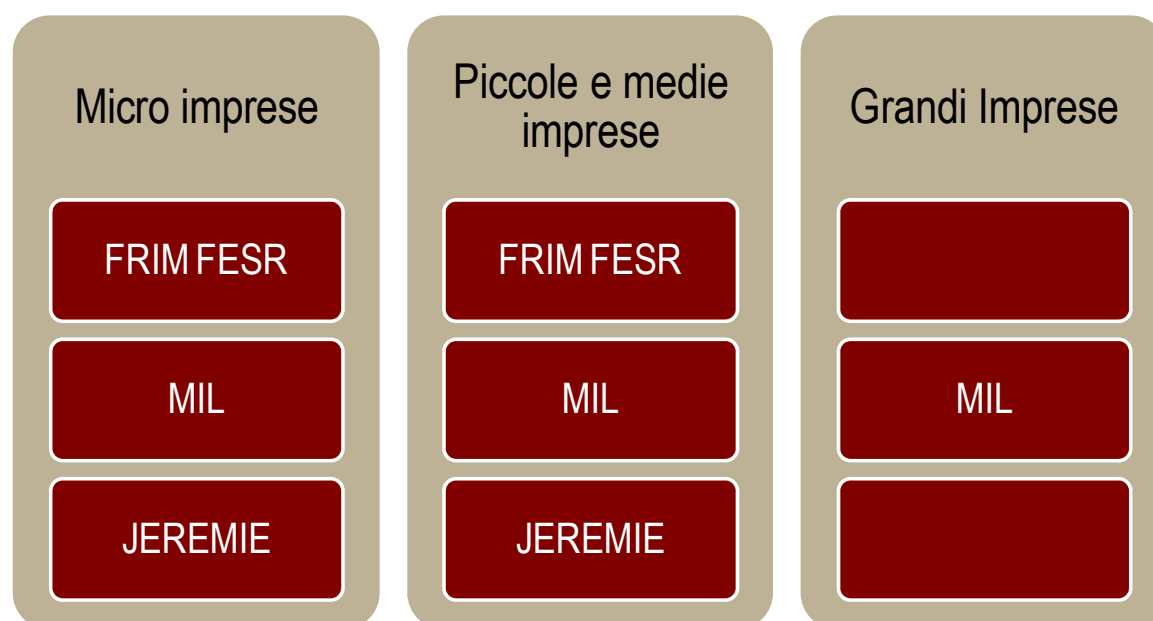 Micro imprese
FRIM FESR
MIL
JEREMIE
Piccole e medie
imprese
FRIM FESR
MIL
JEREMIE
Grandi Imprese
MIL